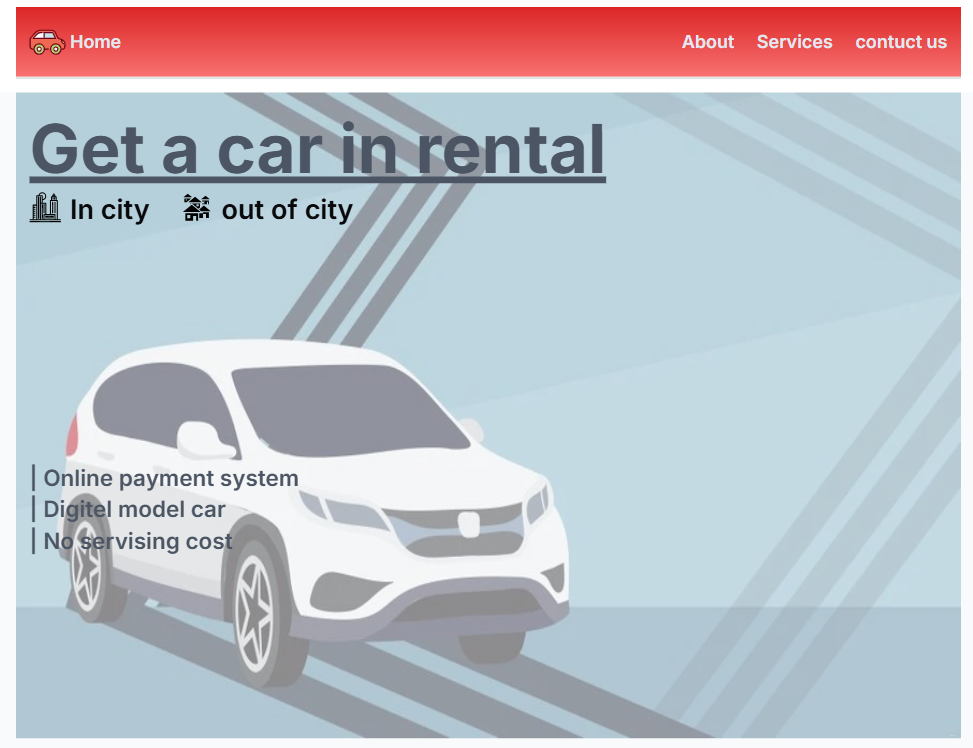 Home About Services contuct us
Get a car in rental
In city out of city
| Online payment system
| Digitel model car
| No servising cost